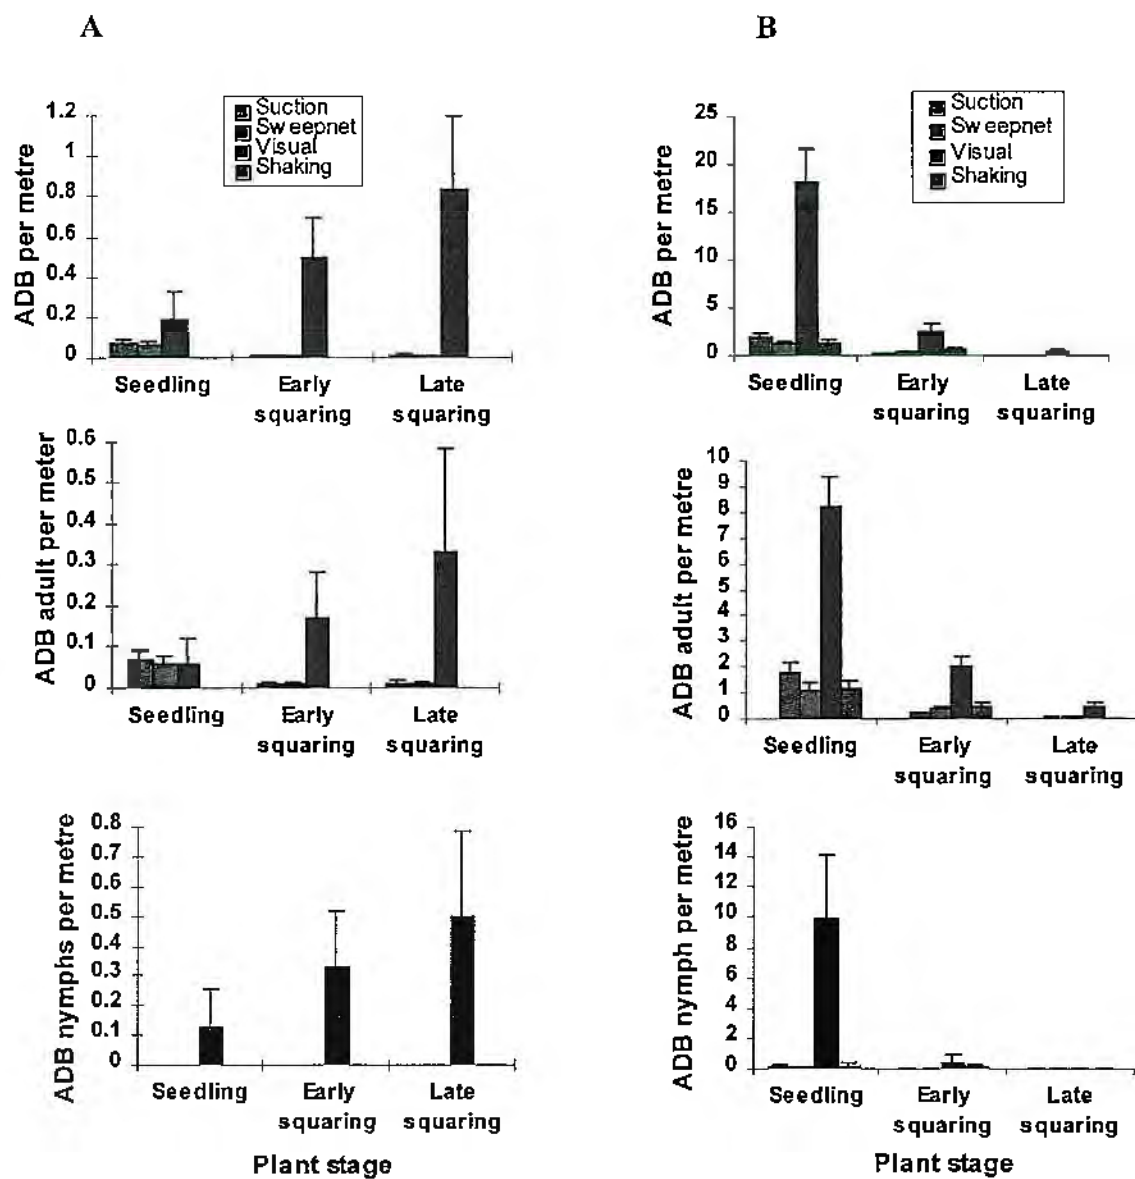 A
Suction
Sweepnet
Visual
Shaking
ADB per metre
1.2
1
0.8
0.6
0.4
0.2
0
Seedling
Early squaring
Late squaring
ADB adult per meter
0.6
0.5
0.4
0.3
0.2
0.1
0
Seedling
Early squaring
Late squaring
ADB nymphs per metre
0.8
0.7
0.6
0.5
0.4
0.3
0.2
0.1
0
Seedling
Early squaring
Late squaring
Plant stage
B
Suction
Sweepnet
Visual
Shaking
ADB per metre
25
20
15
10
5
0
Seedling
Early squaring
Late squaring
ADB adult per metre
10
9
8
7
6
5
4
3
2
1
0
Seedling
Early squaring
Late squaring
ADB nymph per metre
16
14
12
10
8
6
4
2
0
Seedling
Early squaring
Late squaring
Plant stage